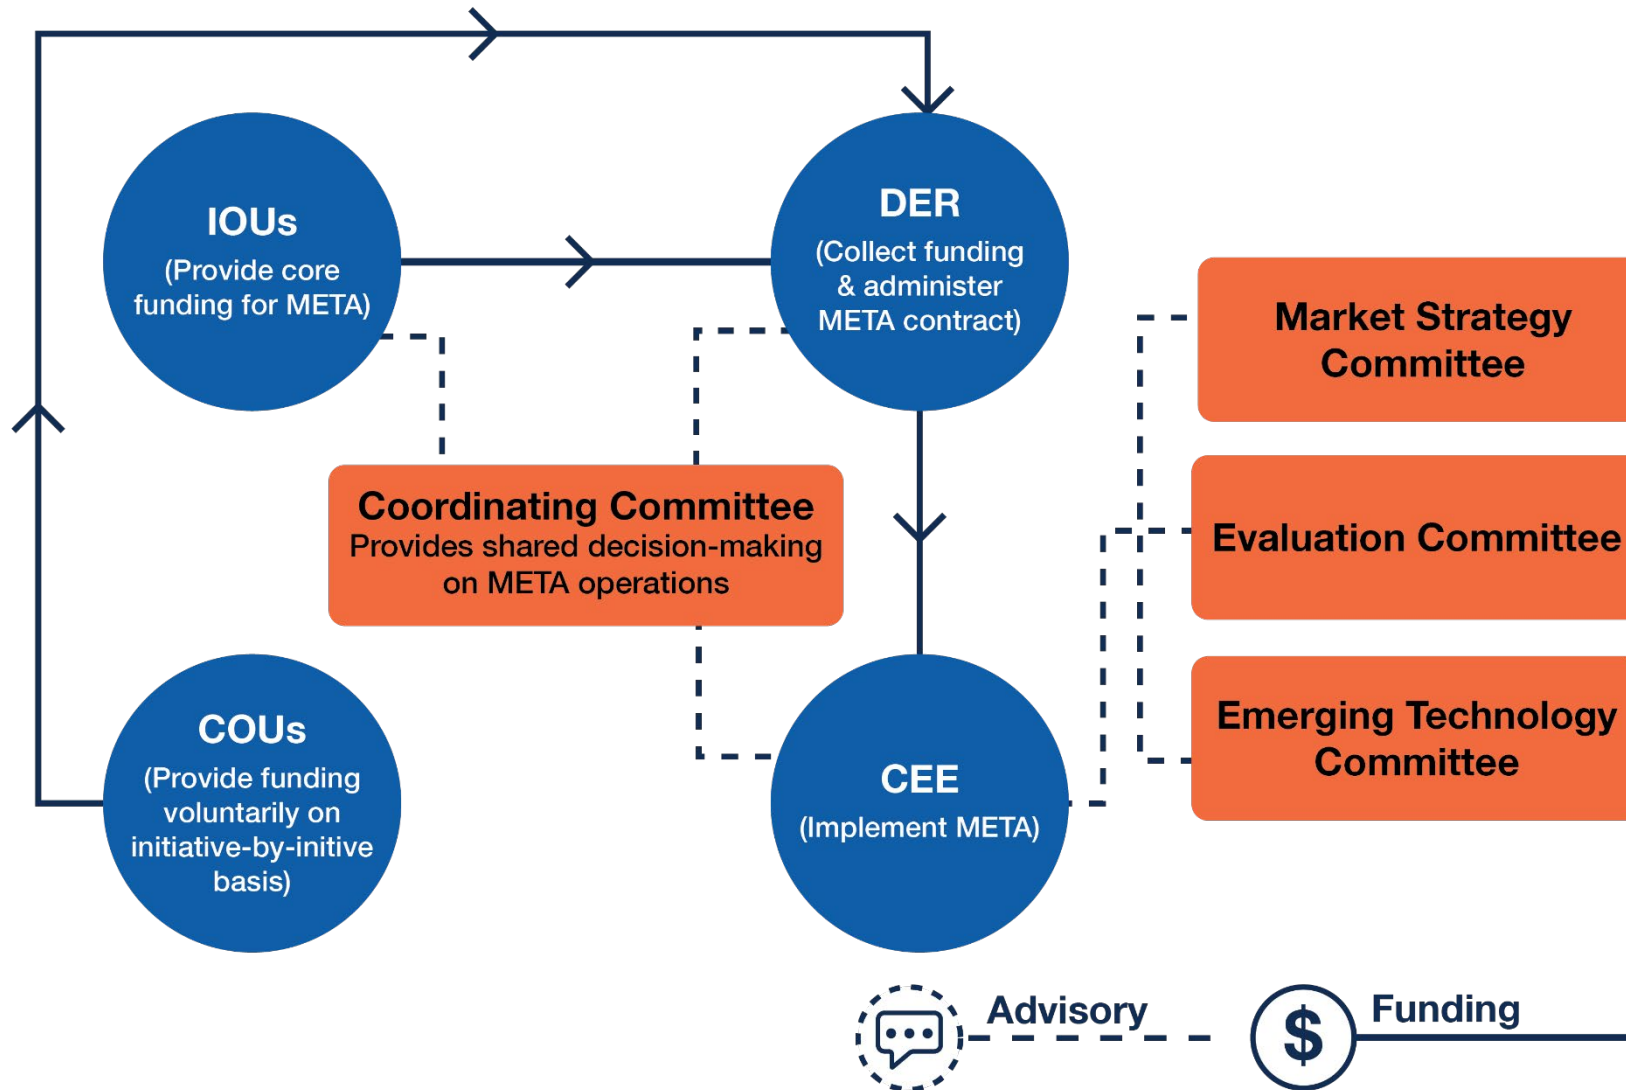 IOUs
(Provide core
funding for META)
DER
(Collect funding
& administer
META contract)
Market Strategy
Committee
Coordinating Committee
Provides shared decision-making
on META operations
Evaluation Committee
COUs
(Provide funding
voluntarily on
initiative-by-initive
basis)
CEE
(Implement META)
Emerging Technology
Committee
Advisory
$
Funding